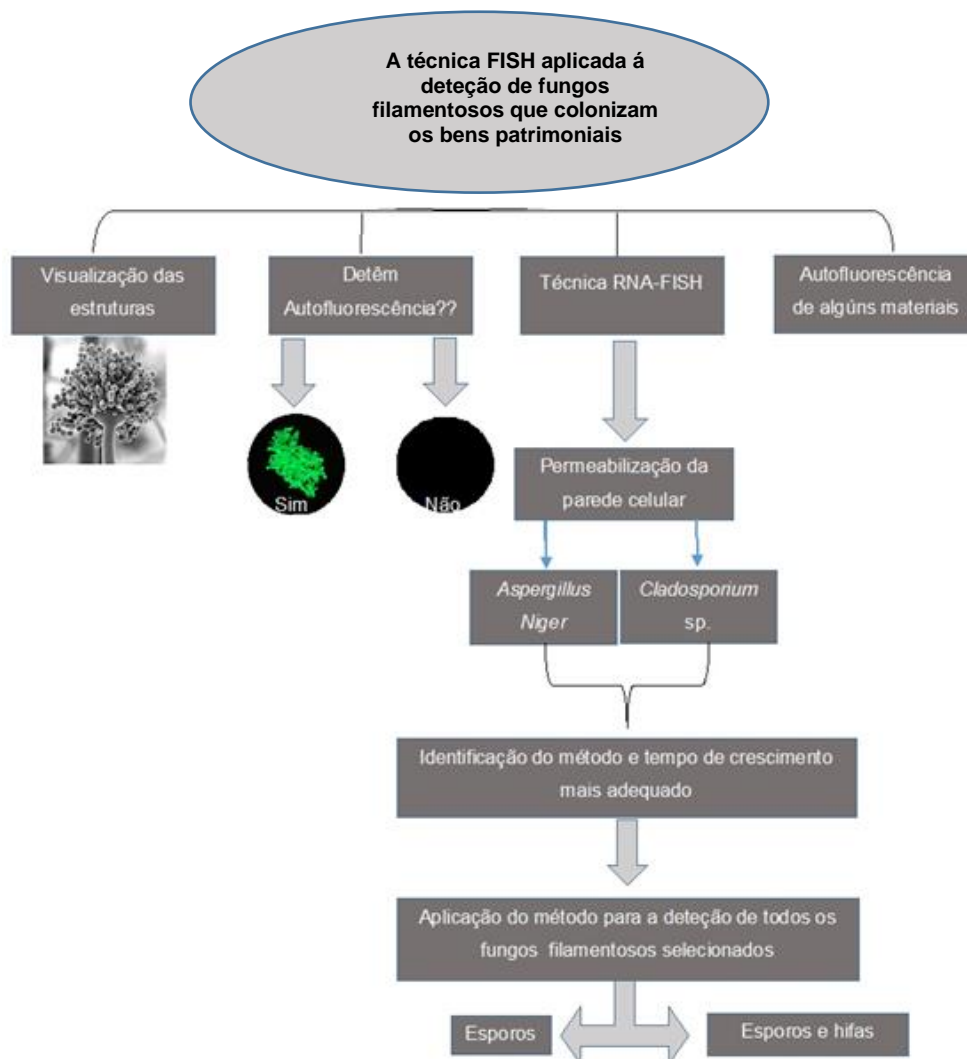 A técnica FISH aplicada á
deteção de fungos
filamentosos que colonizam
os bens patrimoniais
Visualização das
estruturas
Detêm
Autofluorescência??
Técnica RNA-FISH
Autofluorescência
de algúns materiais
Sim
Não
Permeabilização da
parede celular
Aspergillus
Niger
Cladosporium
sp.
Identificação do método e tempo de crescimento
mais adequado
Aplicação do método para a deteção de todos os
fungos filamentosos selecionados
Esporos
Esporos e hifas